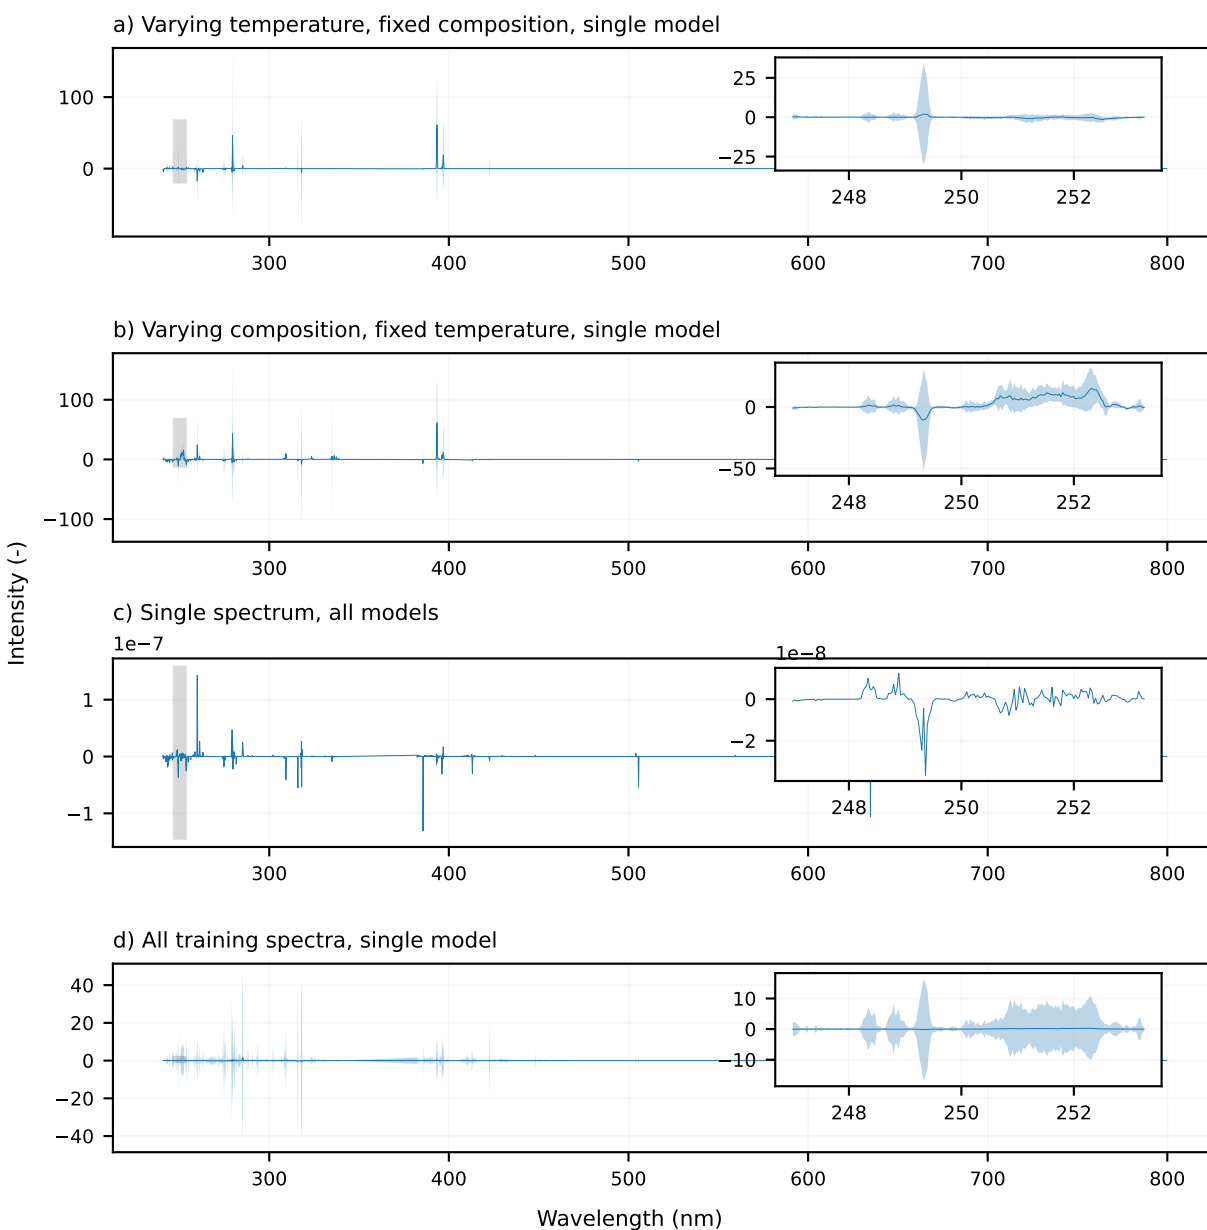 a) Varying temperature, fixed composition, single model
100
0
25
0
−25
248 250 252
300 400 500 600 700 800
b) Varying composition, fixed temperature, single model
100
0
−100
0
−50
248 250 252
300 400 500 600 700 800
Intensity (-)
c) Single spectrum, all models
1e−7
1
0
−1
1e−8
0
−2
248 250 252
300 400 500 600 700 800
d) All training spectra, single model
40
20
0
−20
−40
10
0
−10
248 250 252
300 400 500 600 700 800
Wavelength (nm)